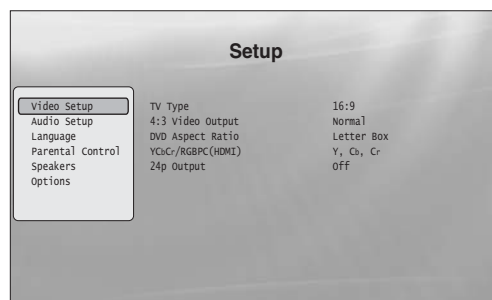 Setup
Video Setup
Audio Setup
Language
Parental Control
Speakers
Options
TV Type 16:9
4:3 Video Output Normal
DVD Aspect Ratio Letter Box
YCbCr/RGBPC(HDMI) Y, Cb, Cr
24p Output Off